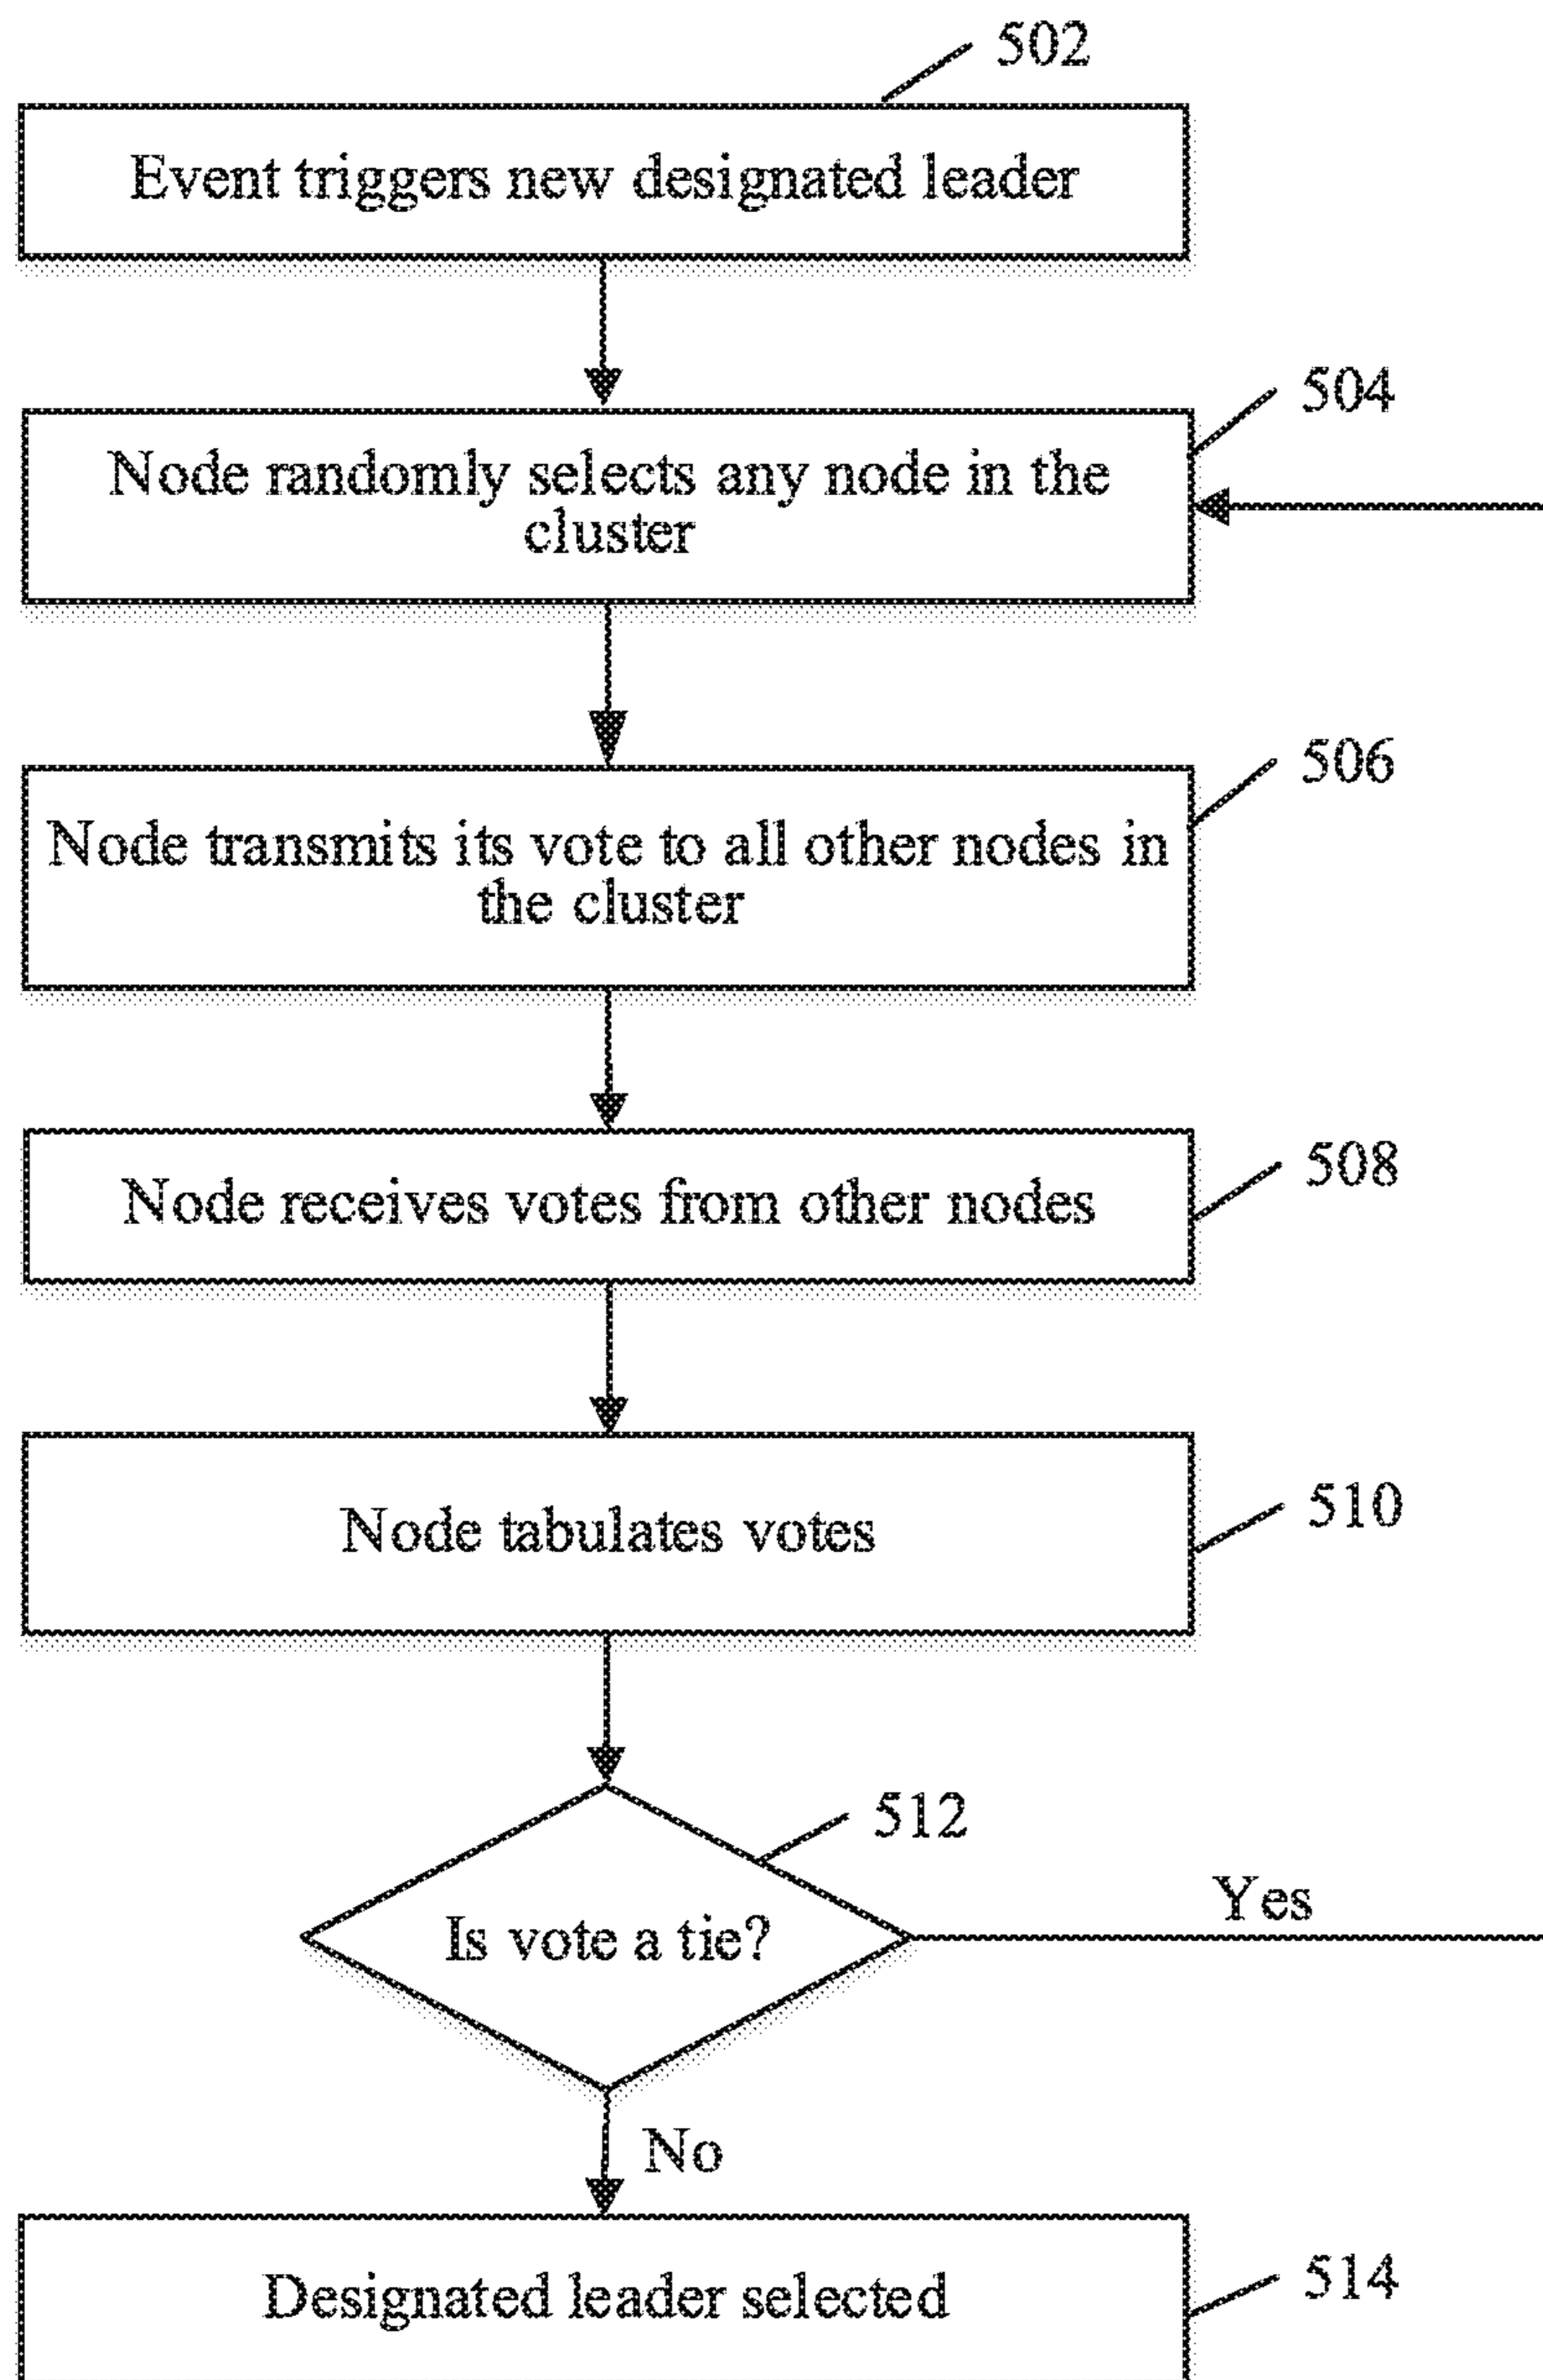 502
Event triggers new designated leader
504
Node randomly selects any node in the
cluster
506
Node transmits its vote to all other nodes in
the cluster
508
Node receives votes from other nodes
510
Node tabulates votes
512
Is vote a tie?
Yes
No
Designated leader selected
514